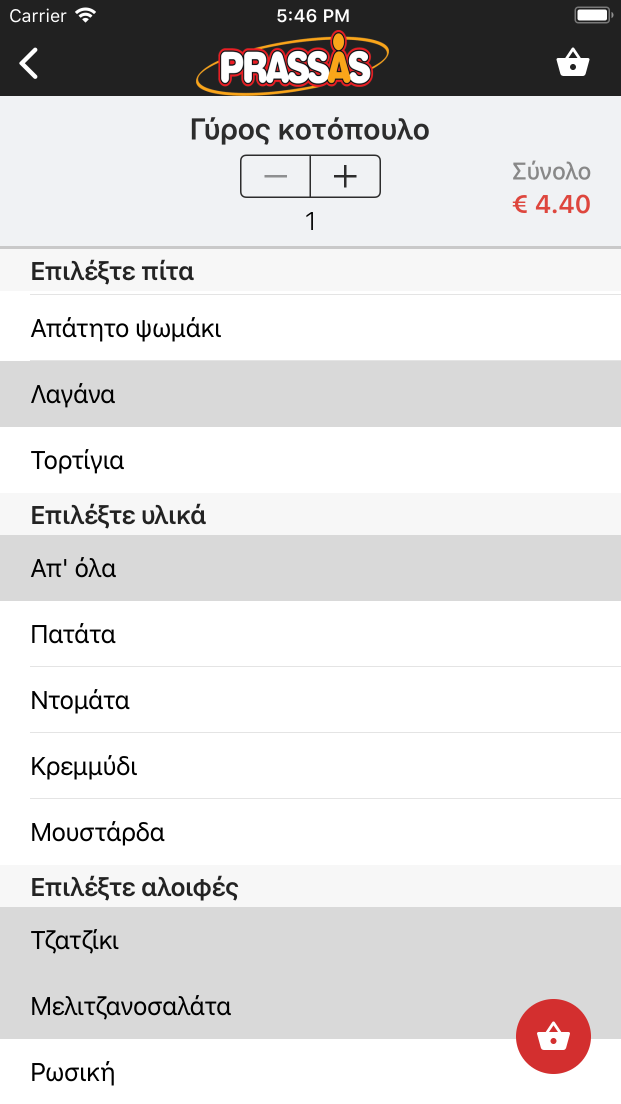 Carrier
5:46 PM
PRASSAS
Γύρος κοτόπουλο
Σύνολο
€ 4.40
1
Επιλέξτε πίτα
Απάτητο ψωμάκι
Λαγάνα
Τορτίγια
Επιλέξτε υλικά
Απ' όλα
Πατάτα
Ντομάτα
Κρεμμύδι
Μουστάρδα
Επιλέξτε αλοιφές
Τζατζίκι
Μελιτζανοσαλάτα
Ρωσική